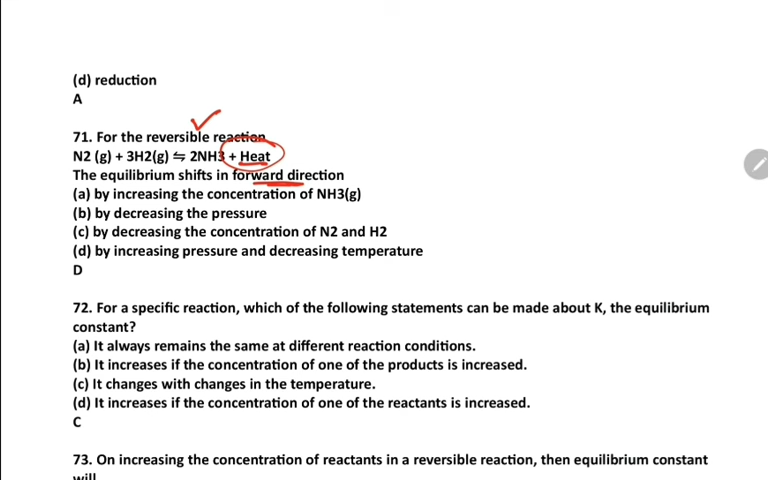 (d) reduction
A
71. For the reversible reaction
N2 (g) + 3H2(g) ⇋ 2NH3 + Heat
The equilibrium shifts in forward direction
(a) by increasing the concentration of NH3(g)
(b) by decreasing the pressure
(c) by decreasing the concentration of N2 and H2
(d) by increasing pressure and decreasing temperature
D
72. For a specific reaction, which of the following statements can be made about K, the equilibrium
constant?
(a) It always remains the same at different reaction conditions.
(b) It increases if the concentration of one of the products is increased.
(c) It changes with changes in the temperature.
(d) It increases if the concentration of one of the reactants is increased.
C
73. On increasing the concentration of reactants in a reversible reaction, then equilibrium constant
will